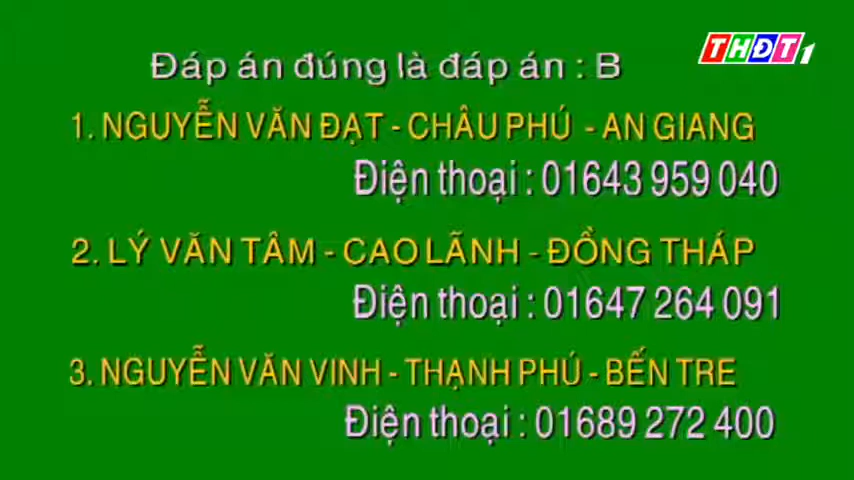 THĐT1
Đáp án đúng là đáp án : B
1. NGUYỄN VĂN ĐẠT - CHÂU PHÚ - AN GIANG
Điện thoại : 01643 959 040
2. LÝ VĂN TÂM - CAO LÃNH - ĐỒNG THÁP
Điện thoại : 01647 264 091
3. NGUYỄN VĂN VINH - THẠNH PHÚ - BẾN TRE
Điện thoại : 01689 272 400